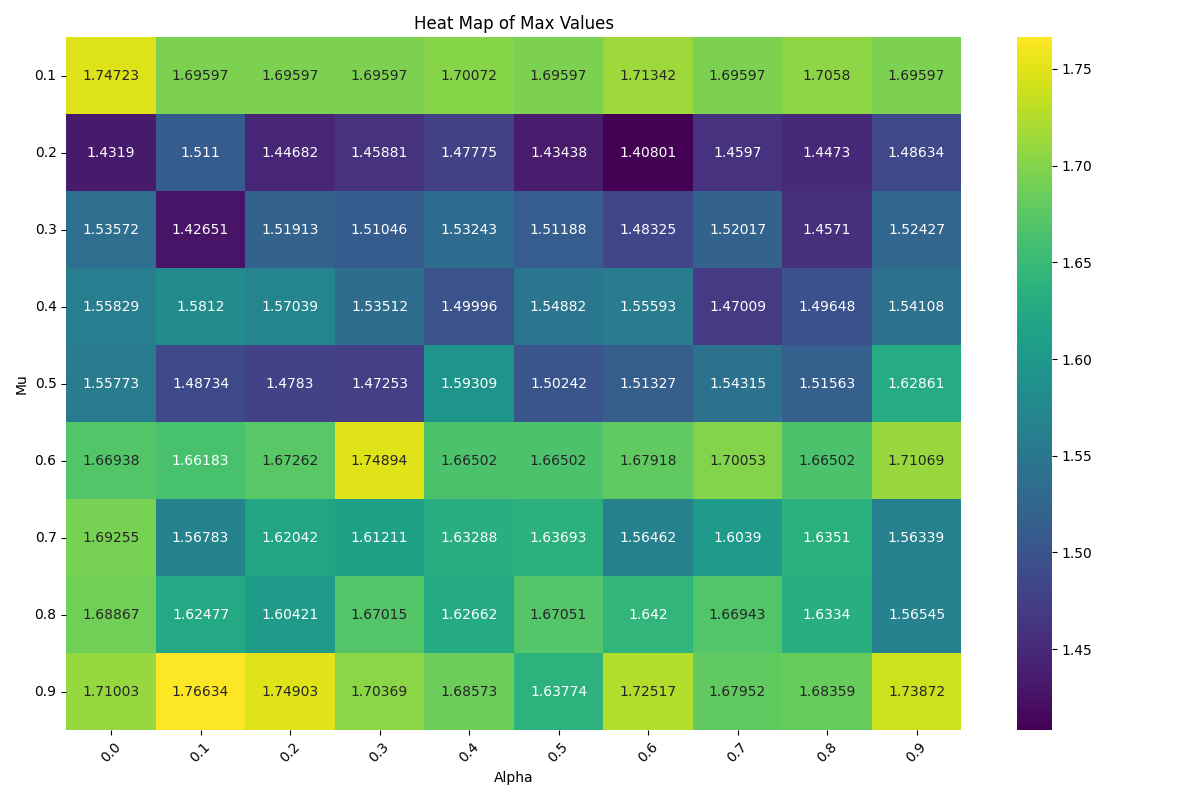 Heat Map of Max Values
0.1 1.74723 1.69597 1.69597 1.69597 1.70072 1.69597 1.71342 1.69597 1.7058 1.69597
0.2 1.4319 1.511 1.44682 1.45881 1.47775 1.43438 1.40801 1.4597 1.4473 1.48634
0.3 1.53572 1.42651 1.51913 1.51046 1.53243 1.51188 1.48325 1.52017 1.4571 1.52427
0.4 1.55829 1.5812 1.57039 1.53512 1.49996 1.54882 1.55593 1.47009 1.49648 1.54108
Mu
0.5 1.55773 1.48734 1.4783 1.47253 1.59309 1.50242 1.51327 1.54315 1.51563 1.62861
0.6 1.66938 1.66183 1.67262 1.74894 1.66502 1.66502 1.67918 1.70053 1.66502 1.71069
0.7 1.69255 1.56783 1.62042 1.61211 1.63288 1.63693 1.56462 1.6039 1.6351 1.56339
0.8 1.68867 1.62477 1.60421 1.67015 1.62662 1.67051 1.642 1.66943 1.6334 1.56545
0.9 1.71003 1.76634 1.74903 1.70369 1.68573 1.63774 1.72517 1.67952 1.68359 1.73872
0.0 0.1 0.2 0.3 0.4 0.5 0.6 0.7 0.8 0.9
Alpha
1.75
1.70
1.65
1.60
1.55
1.50
1.45